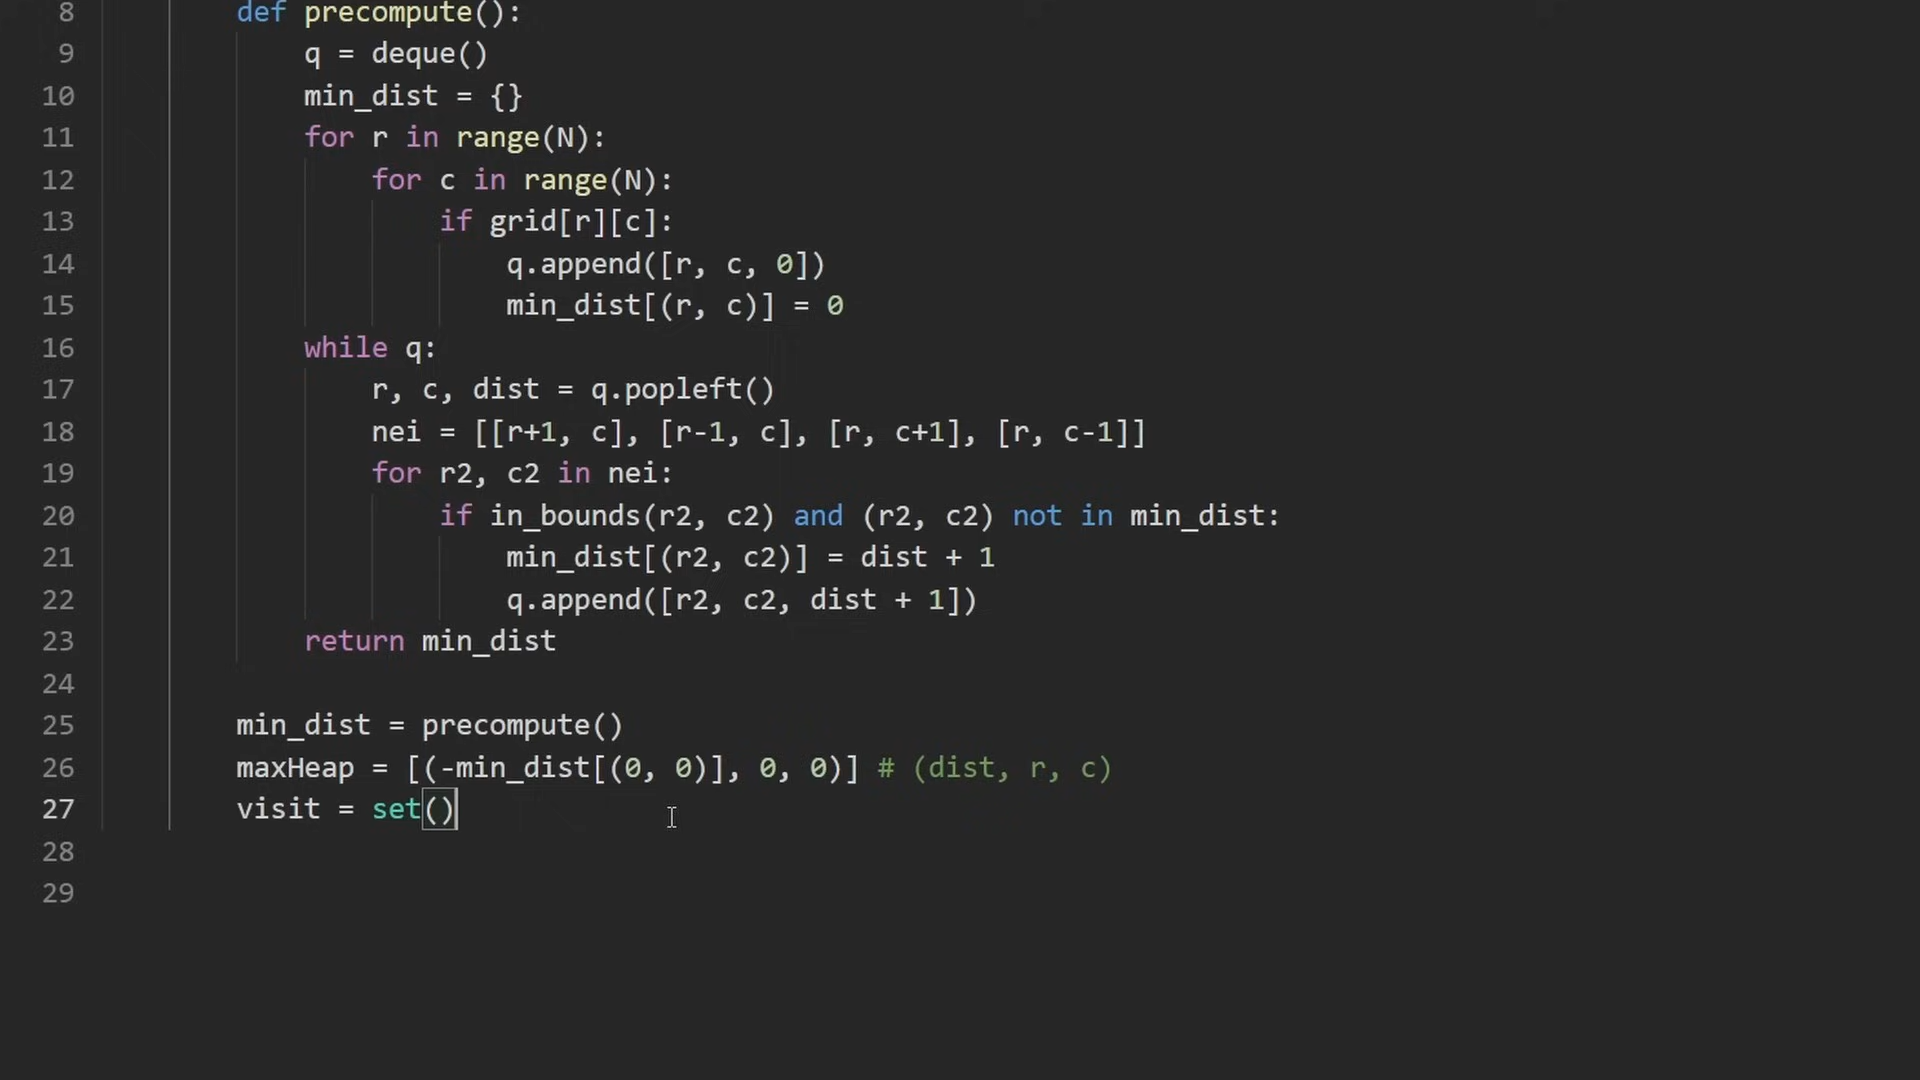 8 def precompute():
9 q = deque()
10 min_dist = {}
11 for r in range(N):
12 for c in range(N):
13 if grid[r][c]:
14 q.append([r, c, 0])
15 min_dist[(r, c)] = 0
16 while q:
17 r, c, dist = q.popleft()
18 nei = [[r+1, c], [r-1, c], [r, c+1], [r, c-1]]
19 for r2, c2 in nei:
20 if in_bounds(r2, c2) and (r2, c2) not in min_dist:
21 min_dist[(r2, c2)] = dist + 1
22 q.append([r2, c2, dist + 1])
23 return min_dist
24
25 min_dist = precompute()
26 maxHeap = [(-min_dist[(0, 0)], 0, 0)] # (dist, r, c)
27 visit = set()
28
29